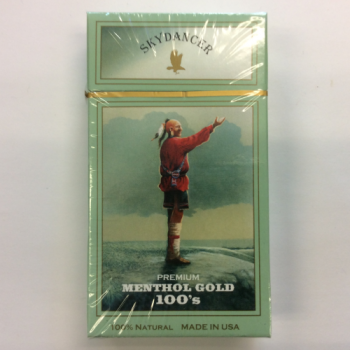 SKYDANCER
PREMIUM
MENTHOL GOLD
100's
100% NATURAL MADE IN USA